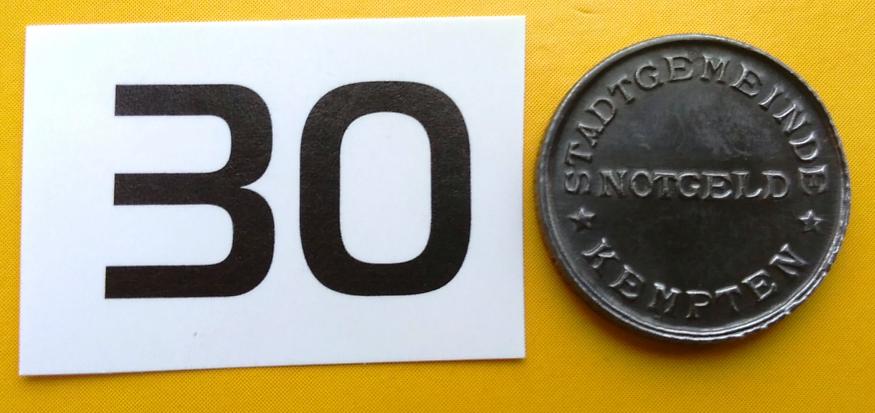 30
STADTGEMEINDE
NOTGELD
KEMPTEN